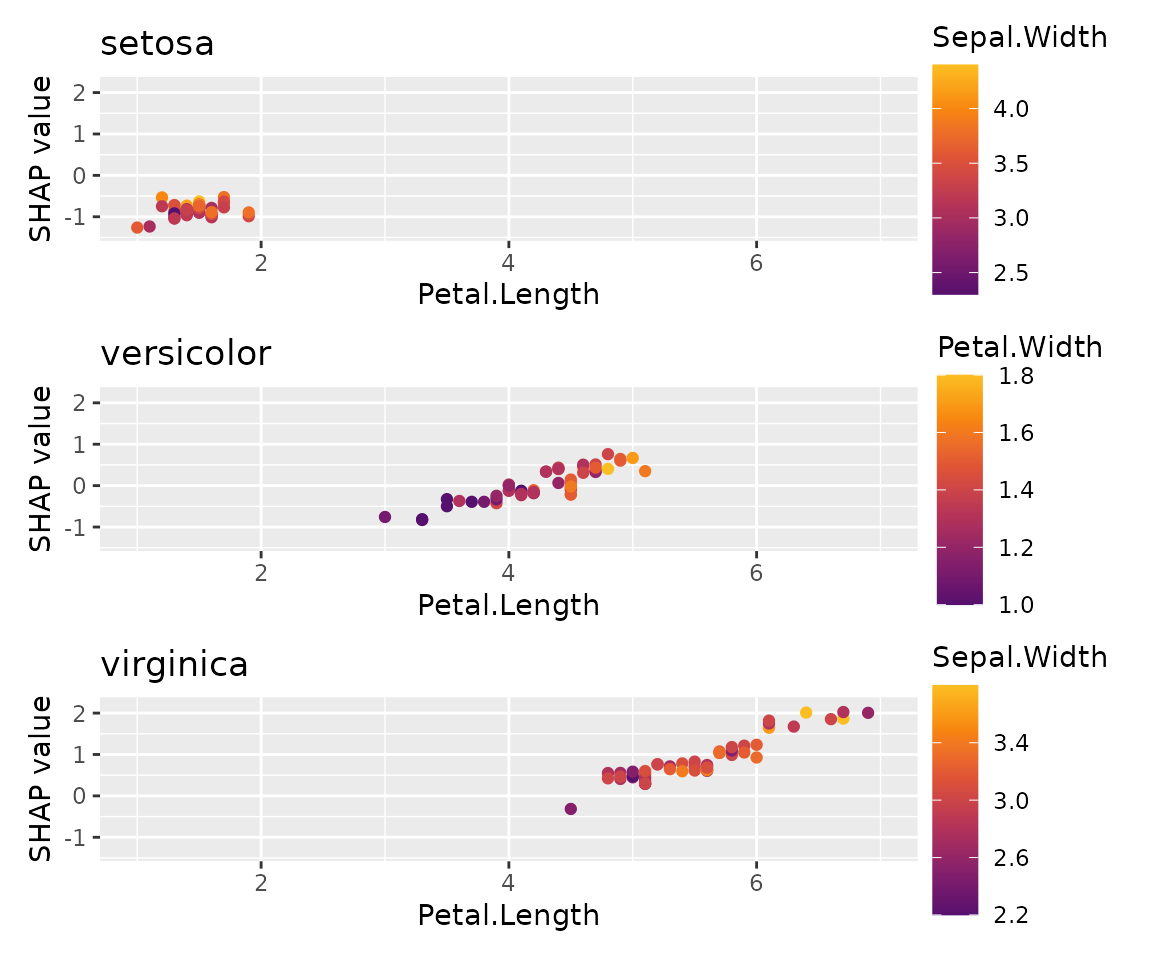 setosa
Sepal.Width
SHAP value
2
1
0
-1
2
4
6
Petal.Length
4.0
3.5
3.0
2.5
versicolor
Petal.Width
SHAP value
2
1
0
-1
2
4
6
Petal.Length
1.8
1.6
1.4
1.2
1.0
virginica
Sepal.Width
SHAP value
2
1
0
-1
2
4
6
Petal.Length
3.4
3.0
2.6
2.2